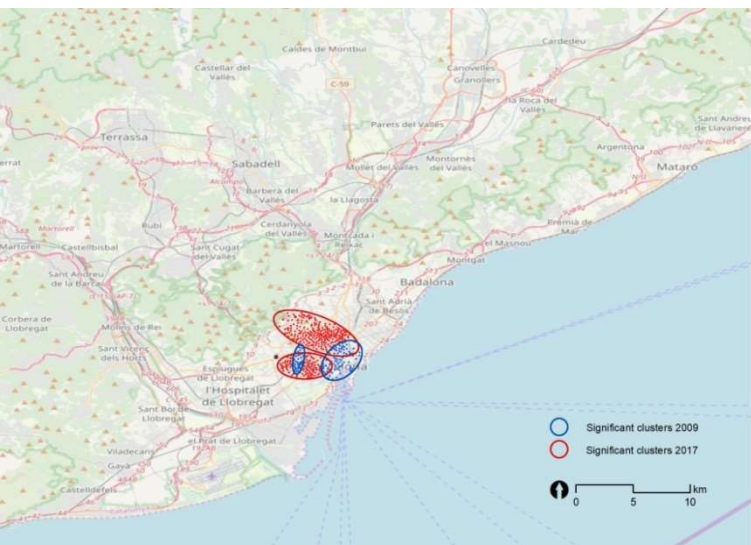 Caldes de Montbui
Cardedeu
Castellar del
Vallès
Canovelles
Granollers
C-59
la Roca del
Vallès
Terrassa
Parets del Vallès
Sant Andreu
de Llavaneres
Argentona
Sabadell
Mollet del Vallès
Montornès
del Vallès
Mataró
Barberà del
Vallès
la Llagosta
Rubí
Cerdanyola
del Vallès
Montcada i
Reixac
Premià de
Mar
el Masnou
Martorell
Castellbisbal
Sant Cugat
del Vallès
Montgat
Sant Andreu
de la Barca
Badalona
Sant Adrià
de Besòs
Corbera de
Llobregat
Molins de Rei
Sant Vicenç
dels Horts
Esplugues
de Llobregat
l'Hospitalet
de Llobregat
Sant Boi de
Llobregat
el Prat de Llobregat
Viladecans
Gavà
Castelldefels
Significant clusters 2009
Significant clusters 2017
km
0 5 10